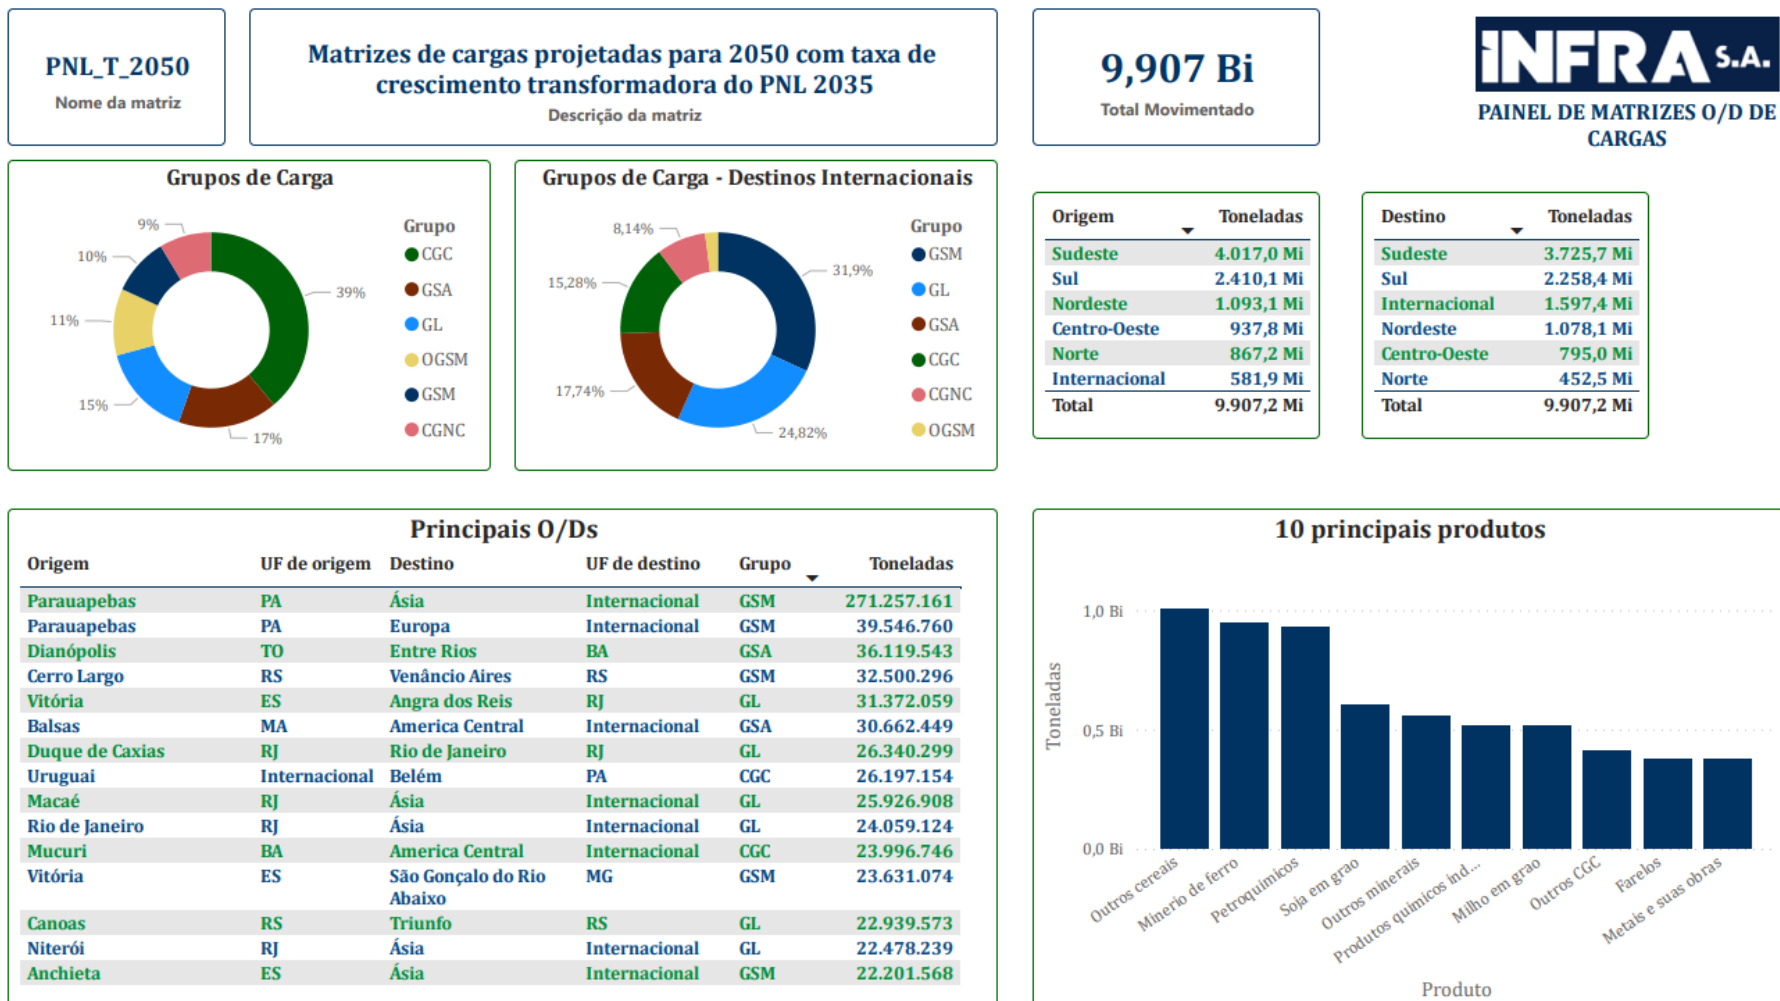 PNL_T_2050
Nome da matriz
Matrizes de cargas projetadas para 2050 com taxa de
crescimento transformadora do PNL 2035
Descrição da matriz
9,907 Bi
Total Movimentado
INFRA S.A.
PAINEL DE MATRIZES O/D DE
CARGAS
Grupos de Carga
9%
10%
11%
15%
17%
39%
Grupo
CGC
GSA
GL
OGSM
GSM
CGNC
Grupos de Carga - Destinos Internacionais
8,14%
15,28%
17,74%
24,82%
31,9%
Grupo
GSM
GL
GSA
CGC
CGNC
OGSM
Origem Toneladas
Sudeste 4.017,0 Mi
Sul 2.410,1 Mi
Nordeste 1.093,1 Mi
Centro-Oeste 937,8 Mi
Norte 867,2 Mi
Internacional 581,9 Mi
Total 9.907,2 Mi
Destino Toneladas
Sudeste 3.725,7 Mi
Sul 2.258,4 Mi
Internacional 1.597,4 Mi
Nordeste 1.078,1 Mi
Centro-Oeste 795,0 Mi
Norte 452,5 Mi
Total 9.907,2 Mi
Principais O/Ds
Origem UF de origem Destino UF de destino Grupo Toneladas
Parauapebas PA Ásia Internacional GSM 271.257.161
Parauapebas PA Europa Internacional GSM 39.546.760
Dianópolis TO Entre Rios BA GSA 36.119.543
Cerro Largo RS Venâncio Aires RS GSM 32.500.296
Vitória ES Angra dos Reis RJ GL 31.372.059
Balsas MA America Central Internacional GSA 30.662.449
Duque de Caxias RJ Rio de Janeiro RJ GL 26.340.299
Uruguai Internacional Belém PA CGC 26.197.154
Macaé RJ Ásia Internacional GL 25.926.908
Rio de Janeiro RJ Ásia Internacional GL 24.059.124
Mucuri BA America Central Internacional CGC 23.996.746
Vitória ES São Gonçalo do Rio MG GSM 23.631.074
Abaixo
Canoas RS Triunfo RS GL 22.939.573
Niterói RJ Ásia Internacional GL 22.478.239
Anchieta ES Ásia Internacional GSM 22.201.568
10 principais produtos
Toneladas
1,0 Bi
0,5 Bi
0,0 Bi
Outros cereais
Minerio de ferro
Petroquimicos
Soja em grao
Outros minerais
Produtos quimicos ind...
Milho em grao
Outros CGC
Farelos
Metais e suas obras
Produto